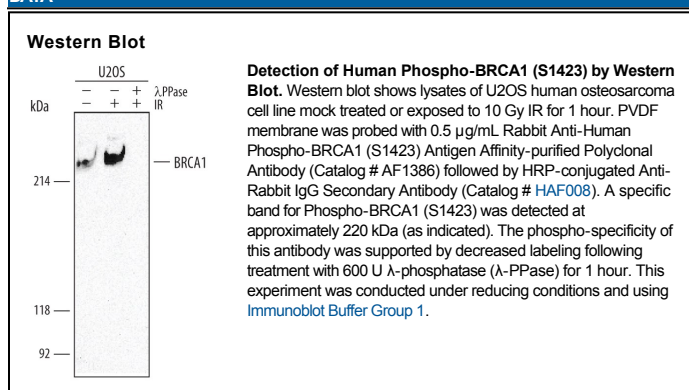 DATA
Western Blot
U2OS
– – + λ.PPase
kDa – + + IR
BRCA1
214
118
92
Detection of Human Phospho-BRCA1 (S1423) by Western
Blot. Western blot shows lysates of U2OS human osteosarcoma
cell line mock treated or exposed to 10 Gy IR for 1 hour. PVDF
membrane was probed with 0.5 µg/mL Rabbit Anti-Human
Phospho-BRCA1 (S1423) Antigen Affinity-purified Polyclonal
Antibody (Catalog # AF1386) followed by HRP-conjugated Anti-
Rabbit IgG Secondary Antibody (Catalog # HAF008). A specific
band for Phospho-BRCA1 (S1423) was detected at
approximately 220 kDa (as indicated). The phospho-specificity of
this antibody was supported by decreased labeling following
treatment with 600 U λ-phosphatase (λ-PPase) for 1 hour. This
experiment was conducted under reducing conditions and using
Immunoblot Buffer Group 1.